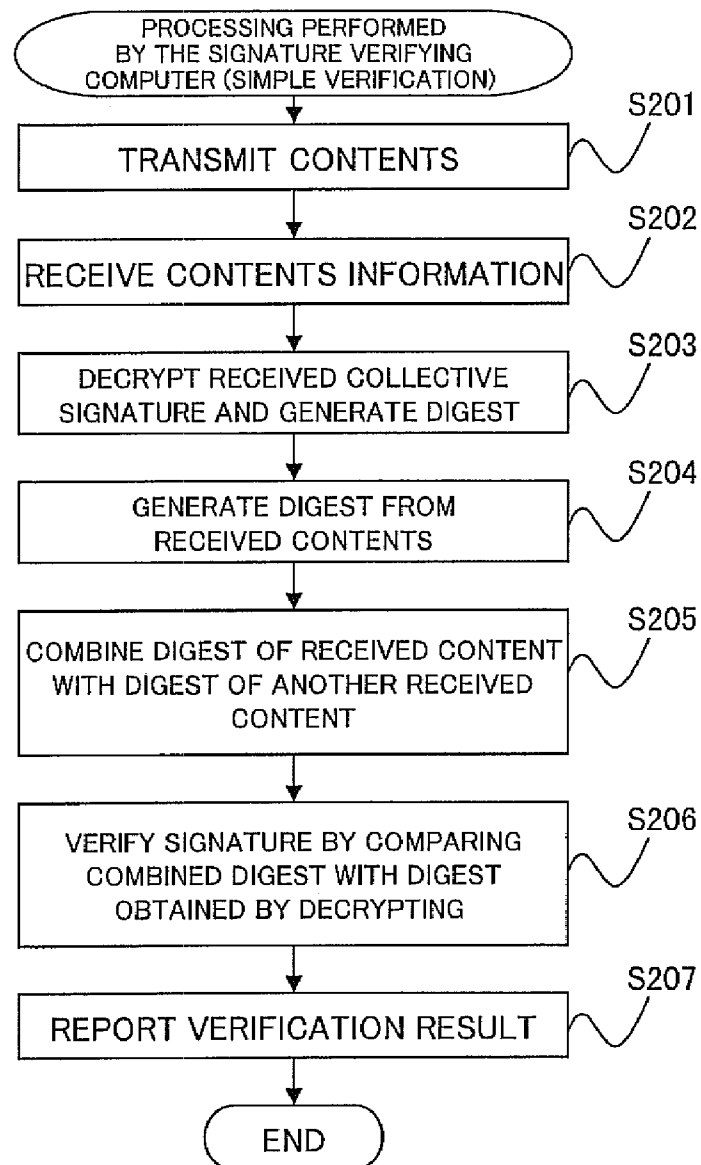 PROCESSING PERFORMED
BY THE SIGNATURE VERIFYING
COMPUTER (SIMPLE VERIFICATION)
S201
TRANSMIT CONTENTS
S202
RECEIVE CONTENTS INFORMATION
S203
DECRYPT RECEIVED COLLECTIVE
SIGNATURE AND GENERATE DIGEST
S204
GENERATE DIGEST FROM
RECEIVED CONTENTS
S205
COMBINE DIGEST OF RECEIVED CONTENT
WITH DIGEST OF ANOTHER RECEIVED
CONTENT
S206
VERIFY SIGNATURE BY COMPARING
COMBINED DIGEST WITH DIGEST
OBTAINED BY DECRYPTING
S207
REPORT VERIFICATION RESULT
END